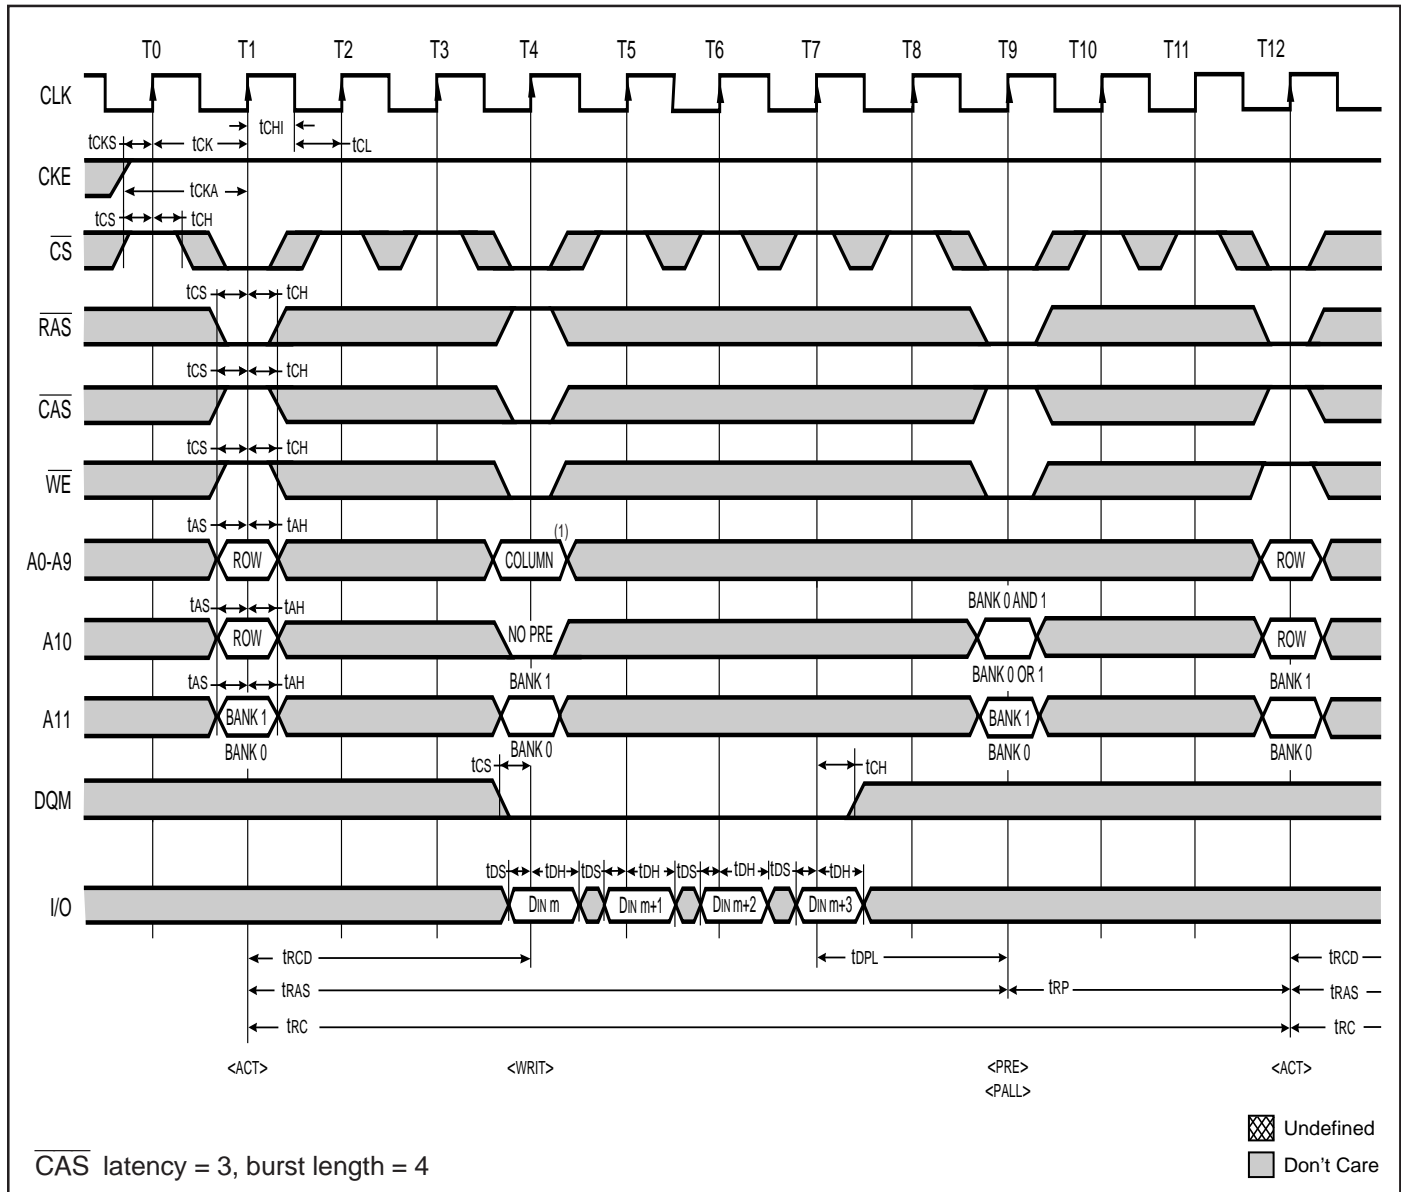 T0 T1 T2 T3 T4 T5 T6 T7 T8 T9 T10 T11 T12
CLK
tCHI
tCKS tCK tCL
CKE
tCKA
tCS tCH
CS
tCS tCH
RAS
tCS tCH
CAS
tCS tCH
WE
tAS tAH (1)
A0-A9 ROW COLUMN ROW
tAS tAH BANK 0 AND 1
A10 ROW NO PRE ROW
tAS tAH BANK 1 BANK 0 OR 1 BANK 1
A11 BANK 1 BANK 1
BANK 0 BANK 0 BANK 0 BANK 0
tCS tCH
DQM
tDS tDH tDS tDH tDS tDH tDS tDH
I/O DIN m DIN m+1 DIN m+2 DIN m+3
tRCD tDPL tRCD
tRAS tRP tRAS
tRC tRC
<ACT> <WRIT> <PRE> <ACT>
<PALL>
Undefined
CAS latency = 3, burst length = 4 Don't Care